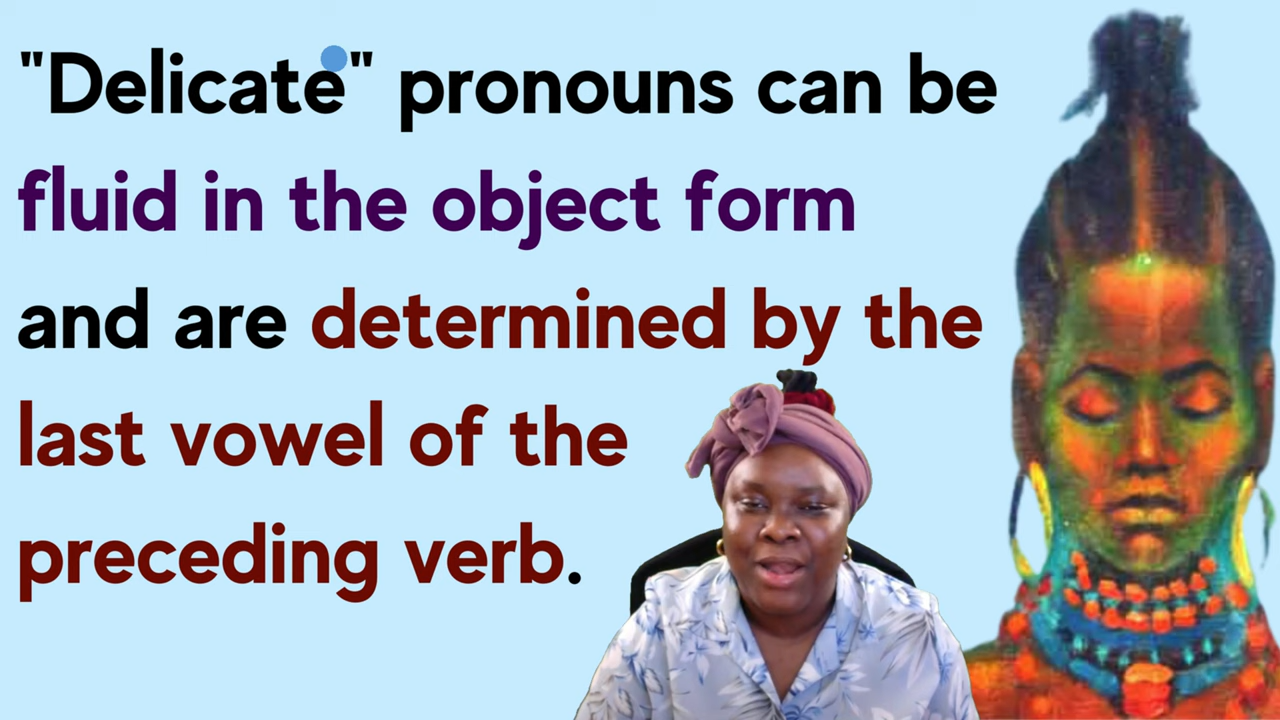 "Delicate" pronouns can be
fluid in the object form
and are determined by the
last vowel of the
preceding verb.